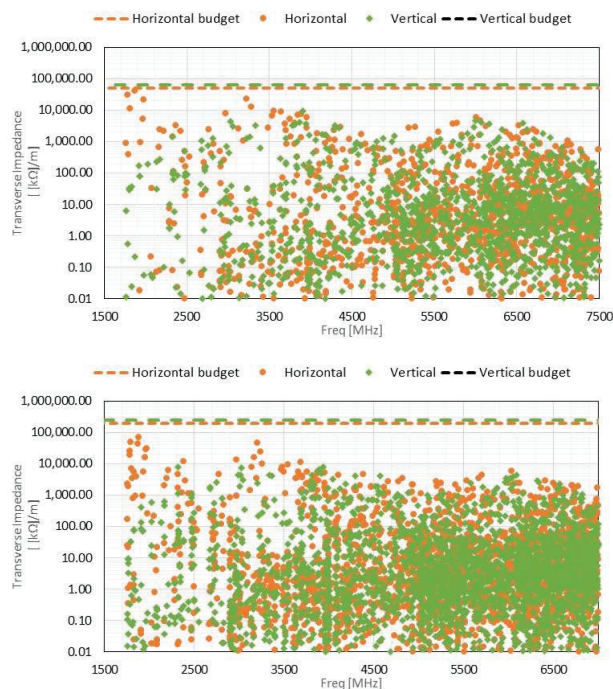 Horizontal budget Horizontal Vertical Vertical budget
1,000,000.00
100,000.00
10,000.00
1,000.00
100.00
10.00
1.00
0.10
0.01
Transverse Impedance
[ [kΩ]/m]
1500 2500 3500 4500 5500 6500 7500
Freq [MHz]
Horizontal budget Horizontal Vertical Vertical budget
1,000,000.00
100,000.00
10,000.00
1,000.00
100.00
10.00
1.00
0.10
0.01
Transverse Impedance
[ [kΩ]/m]
1500 2500 3500 4500 5500 6500
Freq [MHz]